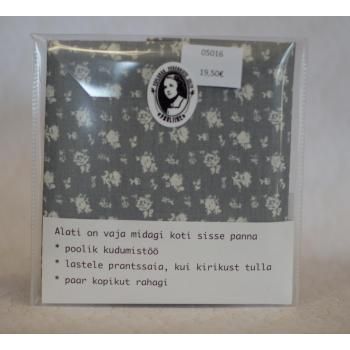 05016
19,50€
PAULIINE
Alati on vaja midagi koti sisse panna
* poolik kudumistöö
* lastele prantssaia, kui kirikust tulla
* paar kopikut rahagi